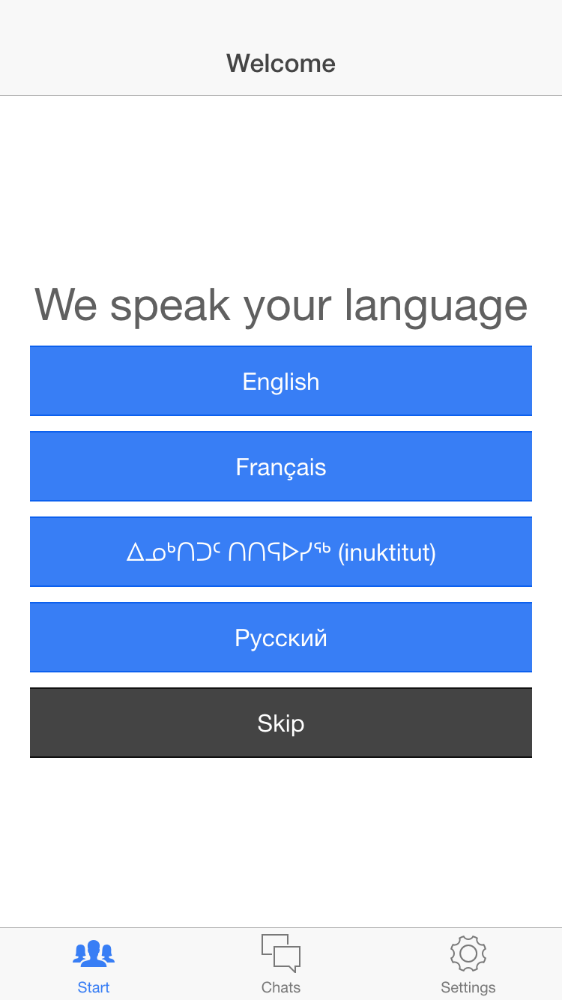 Welcome
We speak your language
English
Français
ᐃᓄᒃᑎᑐᑦ ᑎᑎᕋᐅᓯᖅ (inuktitut)
Русский
Skip
Start
Chats
Settings